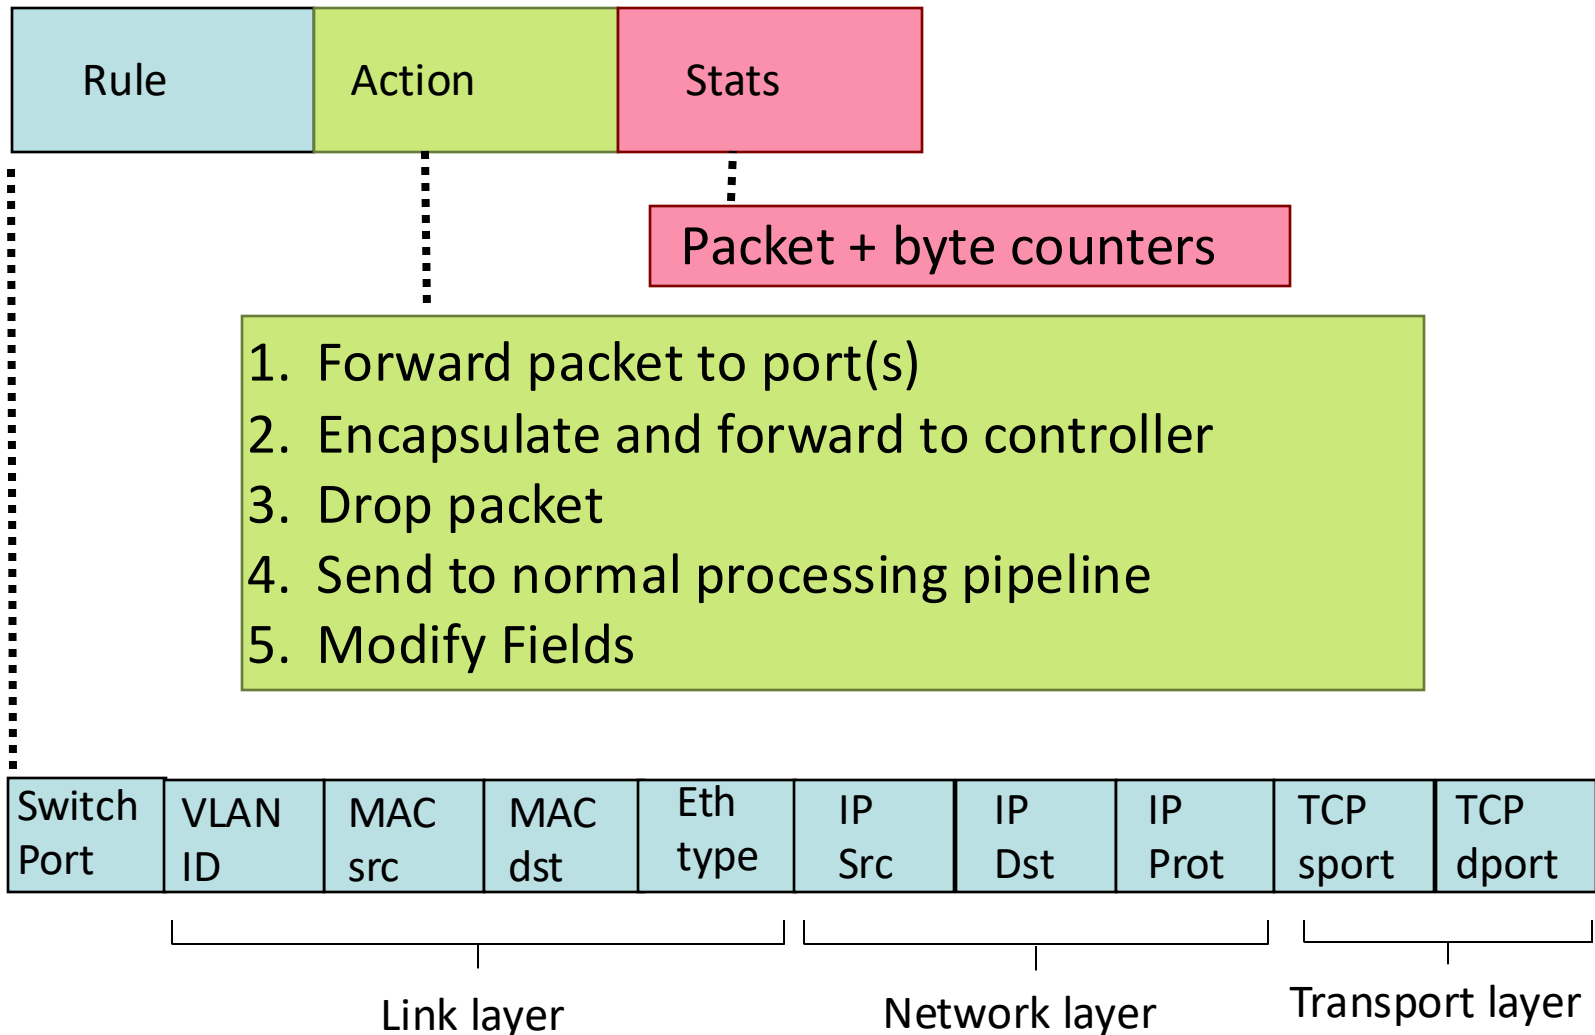 Rule
Action
Stats
Packet + byte counters
1. Forward packet to port(s)
2. Encapsulate and forward to controller
3. Drop packet
4. Send to normal processing pipeline
5. Modify Fields
Switch
Port
VLAN
ID
MAC
src
MAC
dst
Eth
type
IP
Src
IP
Dst
IP
Prot
TCP
sport
TCP
dport
Link layer
Network layer
Transport layer